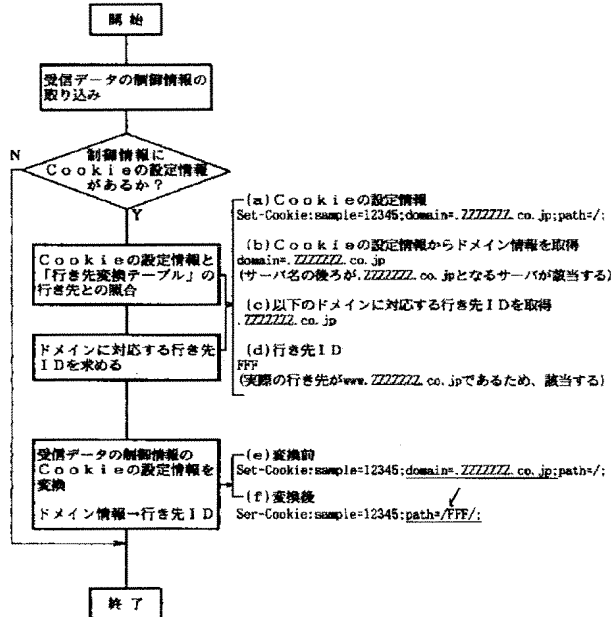 開 始
受信データの制御情報の
取り込み
N
制御情報に
Cookieの設定情報
があるか？
Y
(a)Cookieの設定情報
Set-Cookie:sample=12345;domain=.ZZZZZZZ.co.jp;path=/;
(b)Cookieの設定情報からドメイン情報を取得
domain=.ZZZZZZZ.co.jp
(サーバ名の後ろが.ZZZZZZZ.co.jpとなるサーバが該当する)
Cookieの設定情報と
「行き先変換テーブル」の
行き先との照合
(c)以下のドメインに対応する行き先IDを取得
.ZZZZZZZ.co.jp
ドメインに対応する行き先
IDを求める
(d)行き先ID
FFF
(実際の行き先がwww.ZZZZZZZ.co.jpであるため、該当する)
受信データの制御情報の
Cookieの設定情報を
変換
ドメイン情報→行き先ID
(e)変換前
Set-Cookie:sample=12345;domain=.ZZZZZZZ.co.jp;path=/;
(f)変換後
Ser-Cookie:sample=12345;path=/FFF/;
終 了